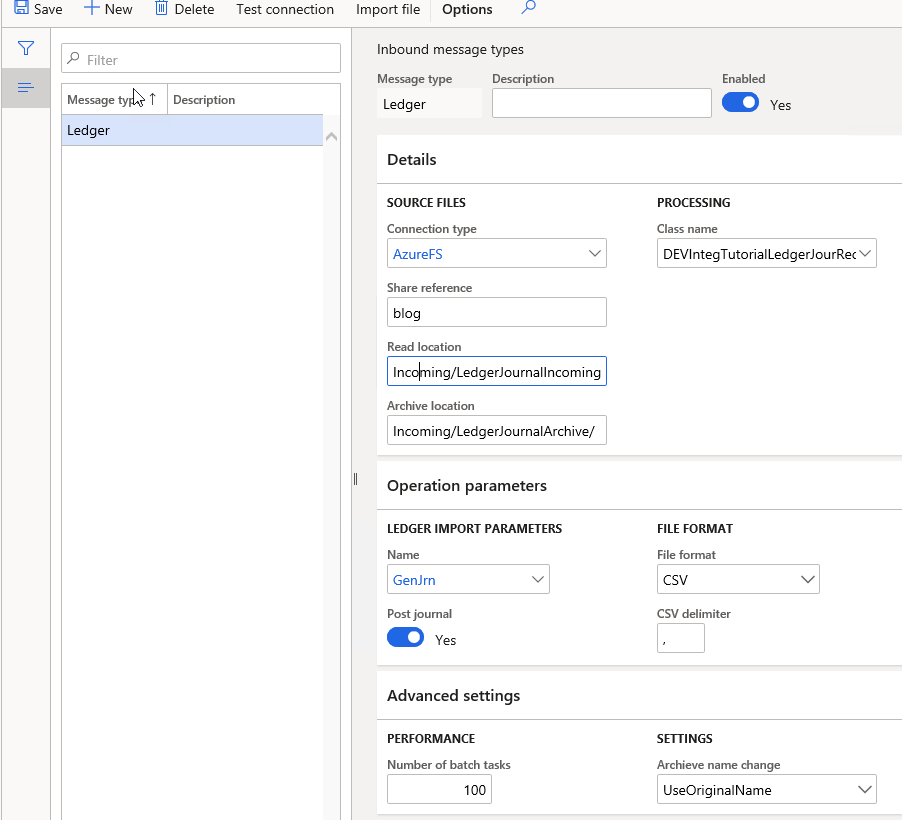 Save New Delete Test connection Import file Options
Filter
Message type ↑ Description
Ledger
Inbound message types
Message type Description Enabled
Ledger Yes
Details
SOURCE FILES PROCESSING
Connection type Class name
AzureFS DEVIntegTutorialLedgerJourRec
Share reference
blog
Read location
Incoming/LedgerJournalIncoming
Archive location
Incoming/LedgerJournalArchive/
Operation parameters
LEDGER IMPORT PARAMETERS FILE FORMAT
Name File format
GenJrn CSV
Post journal CSV delimiter
Yes ,
Advanced settings
PERFORMANCE SETTINGS
Number of batch tasks Archieve name change
100 UseOriginalName